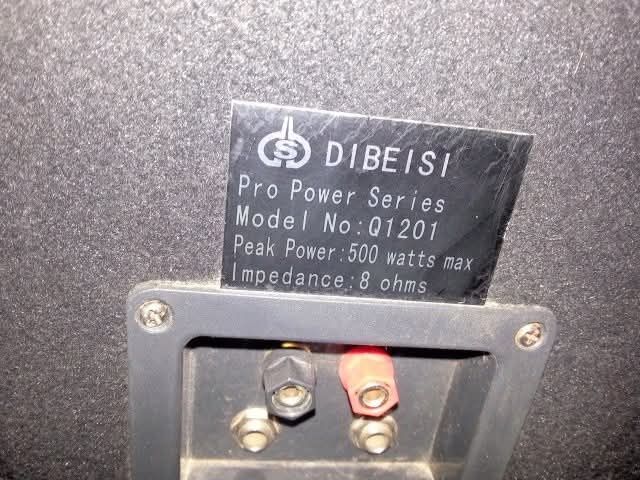 S DIBEISI
Pro Power Series
Model No:Q1201
Peak Power:500 watts max
Impedance:8 ohms